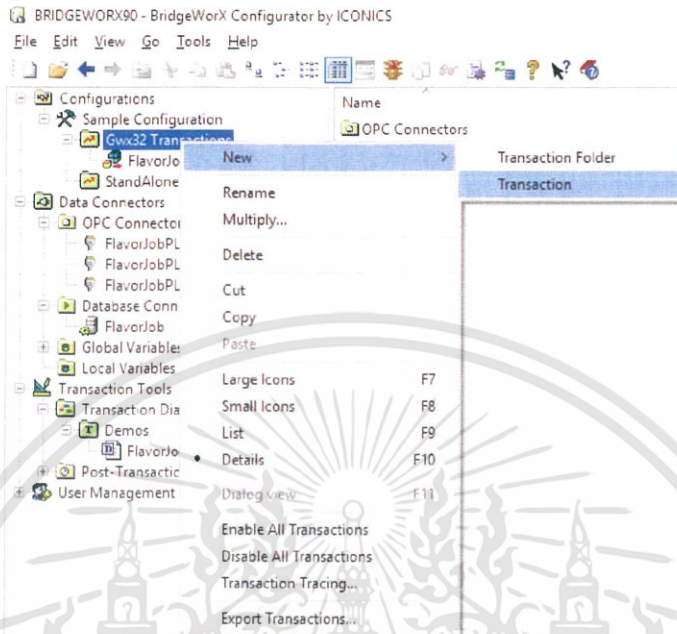 BRIDGEWORX90 - BridgeWorX Configurator by ICONICS
File Edit View Go Tools Help
Configurations
Sample Configuration
Gwx32 Transactions
FlavorJo
StandAlone
Data Connectors
OPC Connector
FlavorJobPL
FlavorJobPL
FlavorJobPL
Database Conn
FlavorJob
Global Variable
Local Variables
Transaction Tools
Transaction Dia
Demos
FlavorJo
Post-Transactic
User Management
Name
OPC Connectors
New
Rename
Multiply...
Delete
Cut
Copy
Paste
Large Icons F7
Small Icons F8
List F9
Details F10
Dialog view F11
Enable All Transactions
Disable All Transactions
Transaction Tracing...
Export Transactions...
Transaction Folder
Transaction